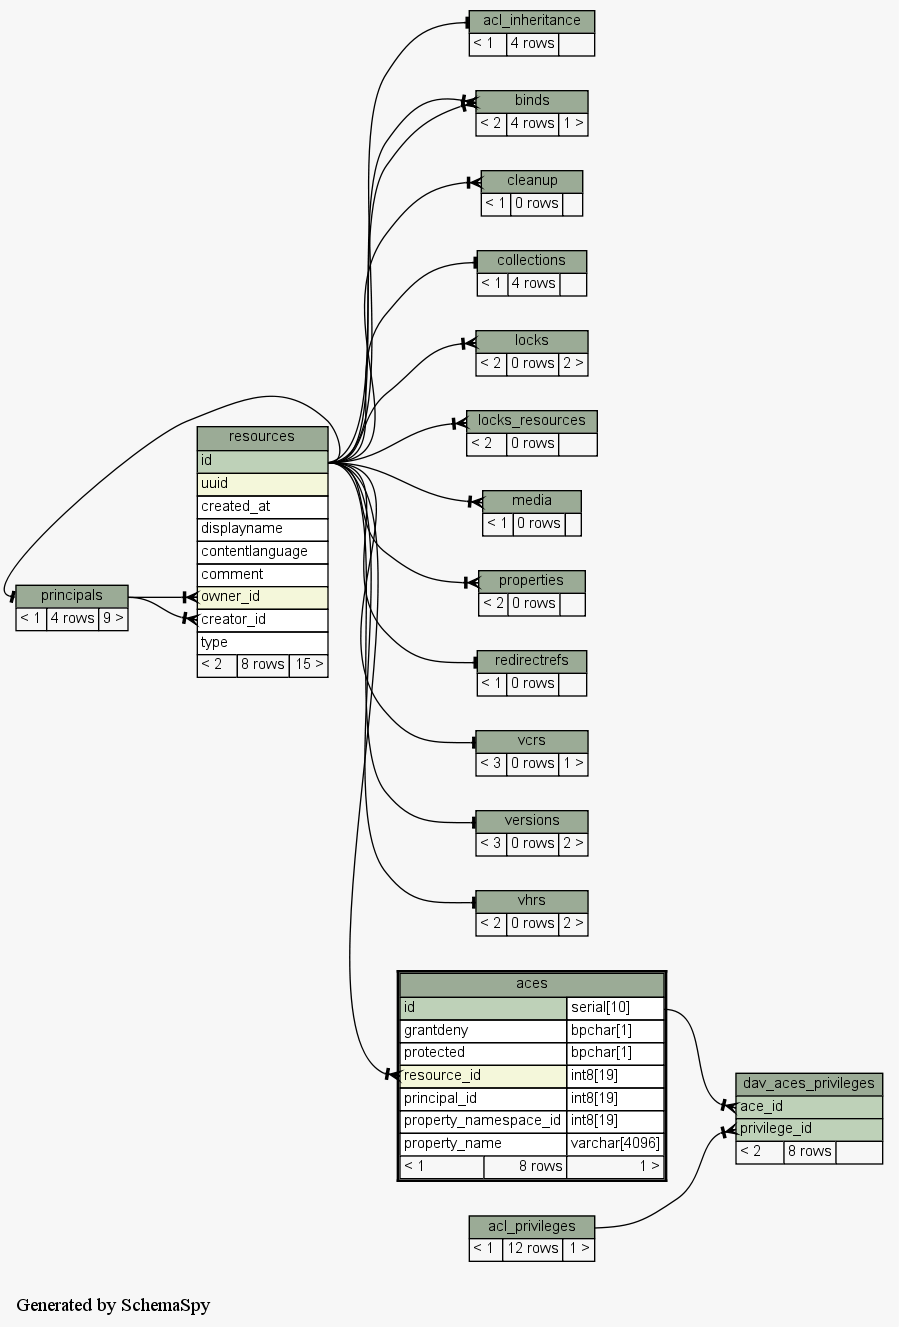 acl_inheritance
< 1 4 rows
binds
< 2 4 rows 1 >
cleanup
< 1 0 rows
collections
< 1 4 rows
locks
< 2 0 rows 2 >
locks_resources
< 2 0 rows
media
< 1 0 rows
properties
< 2 0 rows
redirectrefs
< 1 0 rows
vcrs
< 3 0 rows 1 >
versions
< 3 0 rows 2 >
vhrs
< 2 0 rows 2 >
resources
id
uuid
created_at
displayname
contentlanguage
comment
owner_id
creator_id
type
< 2 8 rows 15 >
principals
< 1 4 rows 9 >
aces
id serial[10]
grantdeny bpchar[1]
protected bpchar[1]
resource_id int8[19]
principal_id int8[19]
property_namespace_id int8[19]
property_name varchar[4096]
< 1 8 rows 1 >
dav_aces_privileges
ace_id
privilege_id
< 2 8 rows
acl_privileges
< 1 12 rows 1 >
Generated by SchemaSpy